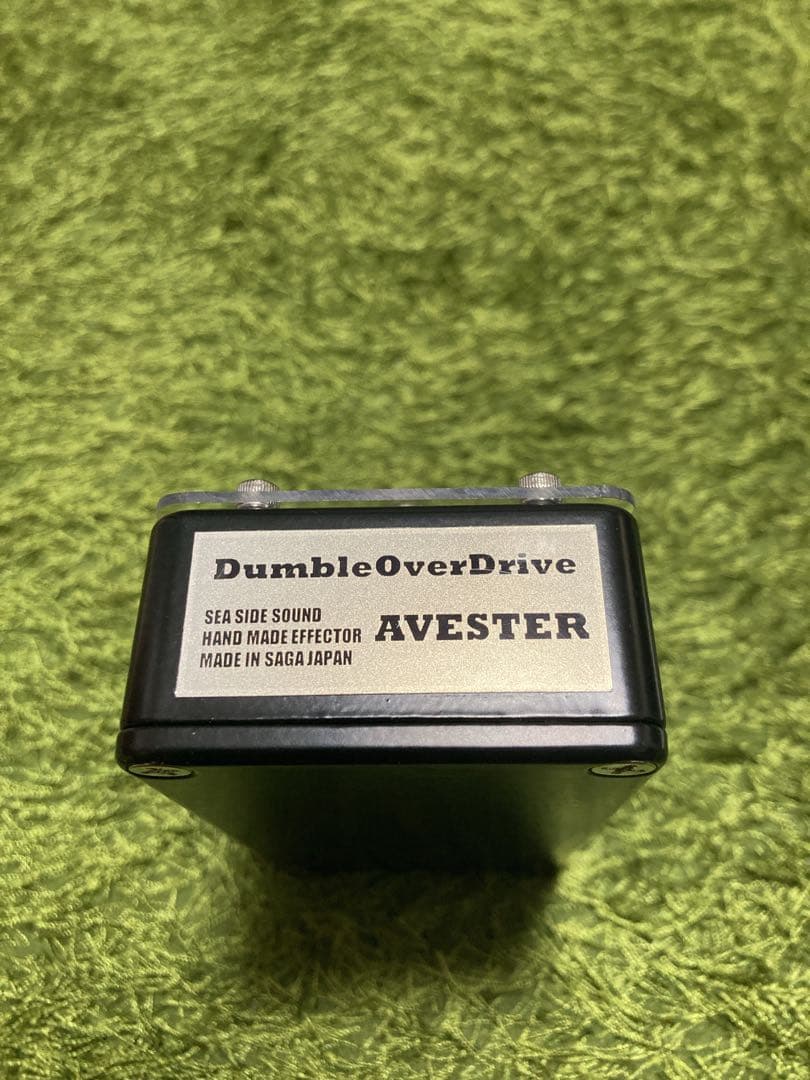 DumbleOverDrive
SEA SIDE SOUND
HAND MADE EFFECTOR
MADE IN SAGA JAPAN
AVESTER